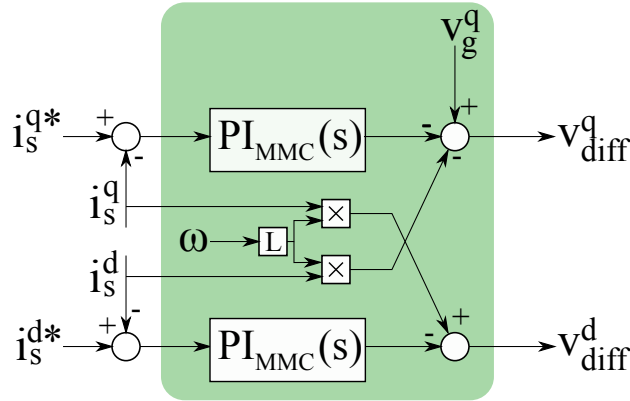 v_g^q
i_s^q* + - PI_MMC(s) - + - v_diff^q
i_s^q
×
ω L
×
i_s^d
i_s^d* + - PI_MMC(s) - + v_diff^d